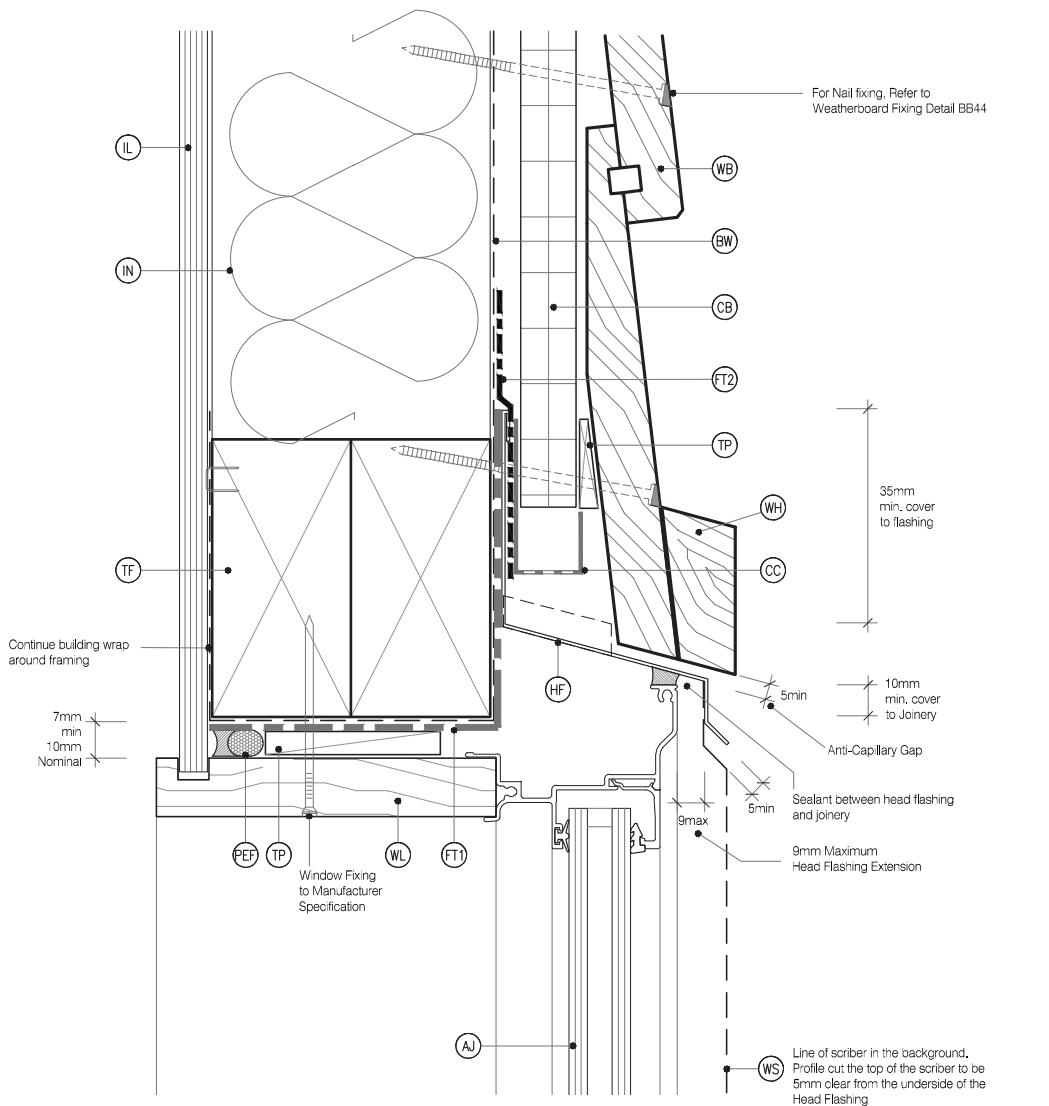 For Nail fixing, Refer to
Weatherboard Fixing Detail BB44
IL
WB
BW
IN
CB
FT2
TP
35mm
min. cover
to flashing
WH
TF
CC
Continue building wrap
around framing
HF
10mm
min. cover
to Joinery
5min
7mm
min
10mm
Nominal
Anti-Capillary Gap
5min
Sealant between head flashing
and joinery
9max
PEF
TP
WL
FT1
9mm Maximum
Head Flashing Extension
Window Fixing
to Manufacturer
Specification
AJ
WS
Line of scriber in the background.
Profile cut the top of the scriber to be
5mm clear from the underside of the
Head Flashing